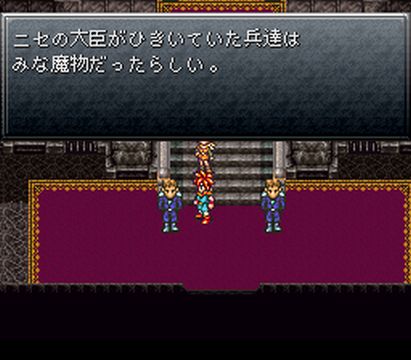 ニセの大臣がひきいていた兵達は
みな魔物だったらしい。